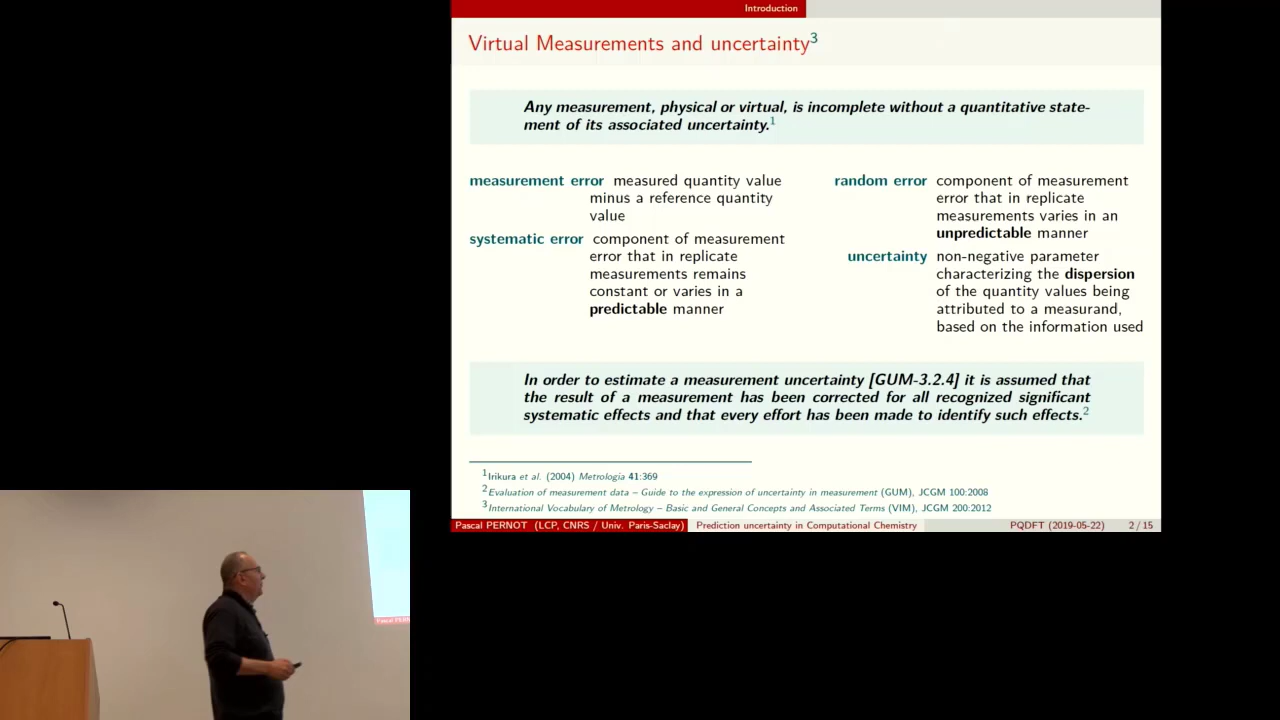 Introduction
Virtual Measurements and uncertainty3
Any measurement, physical or virtual, is incomplete without a quantitative state-
ment of its associated uncertainty.1
measurement error measured quantity value
minus a reference quantity
value
systematic error component of measurement
error that in replicate
measurements remains
constant or varies in a
predictable manner
random error component of measurement
error that in replicate
measurements varies in an
unpredictable manner
uncertainty non-negative parameter
characterizing the dispersion
of the quantity values being
attributed to a measurand,
based on the information used
In order to estimate a measurement uncertainty [GUM-3.2.4] it is assumed that
the result of a measurement has been corrected for all recognized significant
systematic effects and that every effort has been made to identify such effects.2
1Irikura et al. (2004) Metrologia 41:369
2Evaluation of measurement data – Guide to the expression of uncertainty in measurement (GUM), JCGM 100:2008
3International Vocabulary of Metrology – Basic and General Concepts and Associated Terms (VIM), JCGM 200:2012
Pascal PERNOT (LCP, CNRS / Univ. Paris-Saclay) Prediction uncertainty in Computational Chemistry PQDFT (2019-05-22) 2 / 15